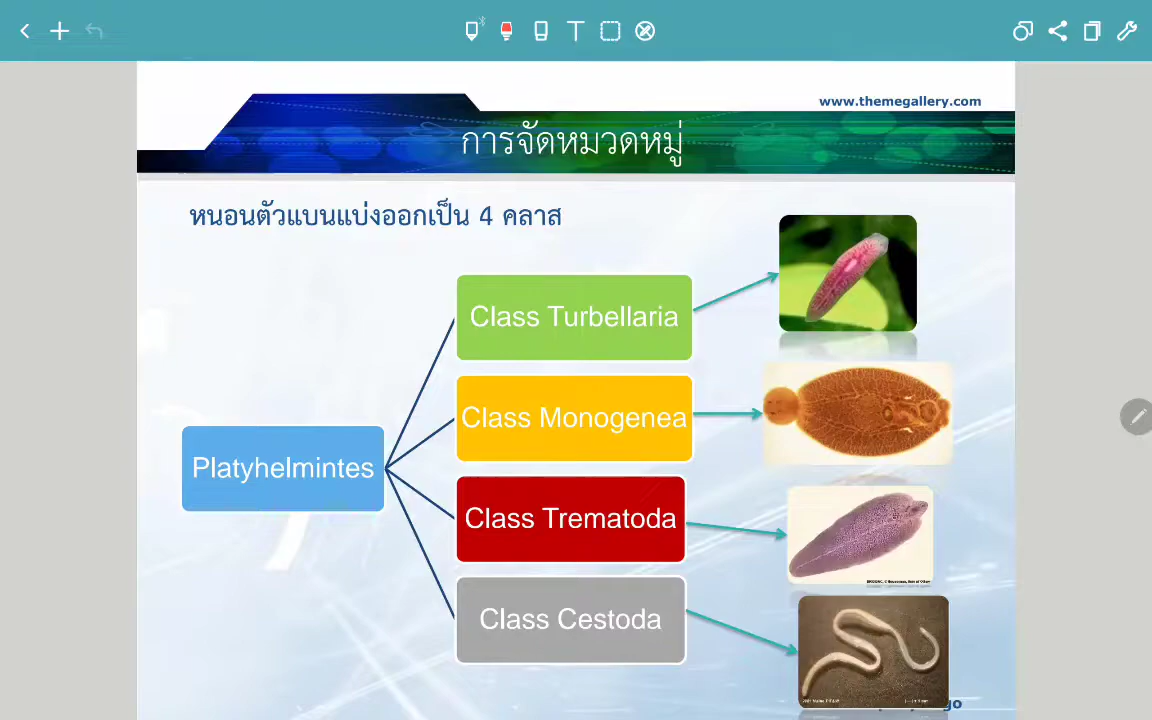 www.themegallery.com
การจัดหมวดหมู่
หนอนตัวแบนแบ่งออกเป็น 4 คลาส
Class Turbellaria
Class Monogenea
Platyhelmintes
Class Trematoda
Class Cestoda
go